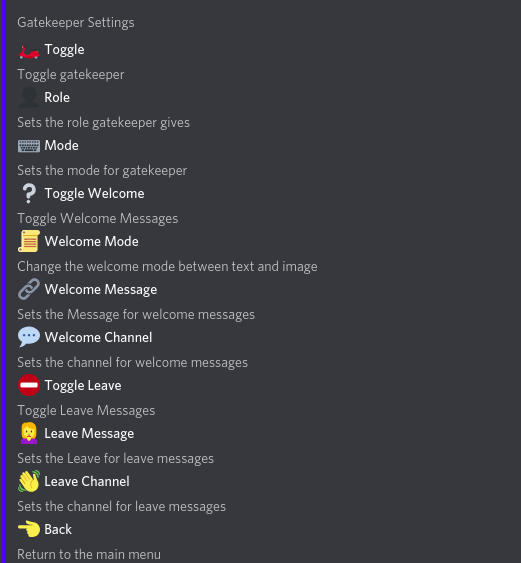 Gatekeeper Settings
Toggle
Toggle gatekeeper
Role
Sets the role gatekeeper gives
Mode
Sets the mode for gatekeeper
Toggle Welcome
Toggle Welcome Messages
Welcome Mode
Change the welcome mode between text and image
Welcome Message
Sets the Message for welcome messages
Welcome Channel
Sets the channel for welcome messages
Toggle Leave
Toggle Leave Messages
Leave Message
Sets the Leave for leave messages
Leave Channel
Sets the channel for leave messages
Back
Return to the main menu